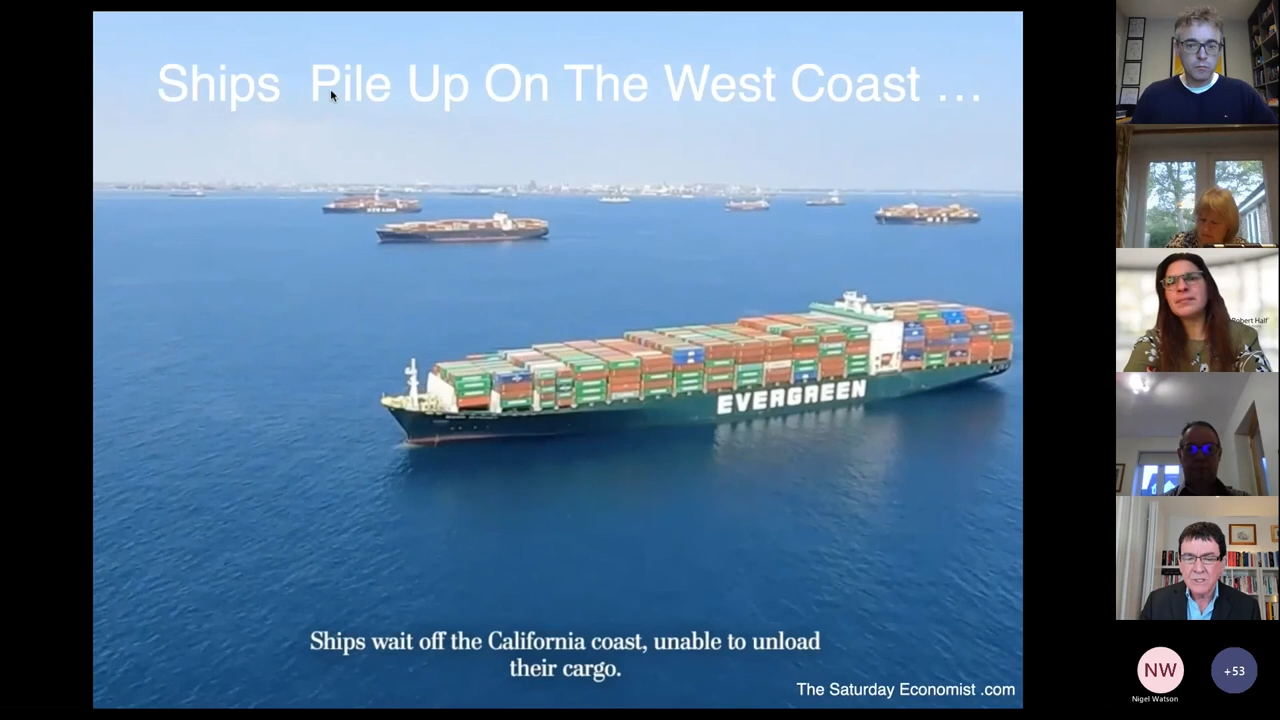 Ships Pile Up On The West Coast ...
EVERGREEN
Ships wait off the California coast, unable to unload
their cargo.
The Saturday Economist .com
Robert Half
NW
+53
Nigel Watson